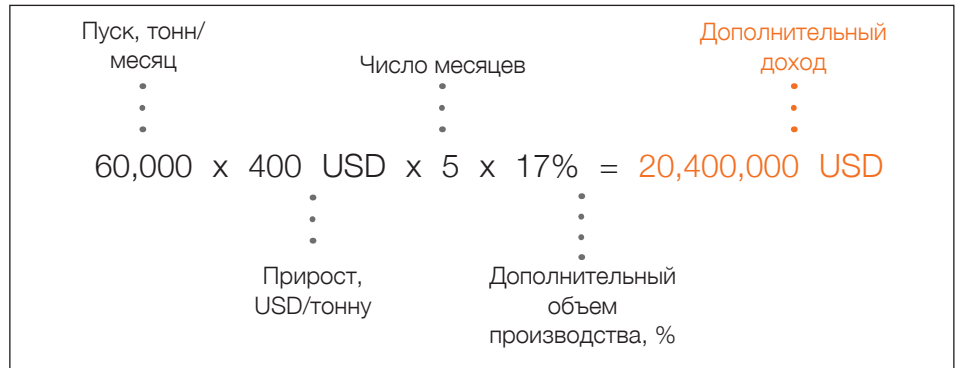 Пуск, тонн/
месяц
Число месяцев
Дополнительный
доход
60,000 x 400 USD x 5 x 17% = 20,400,000 USD
Прирост,
USD/тонну
Дополнительный
объем
производства, %